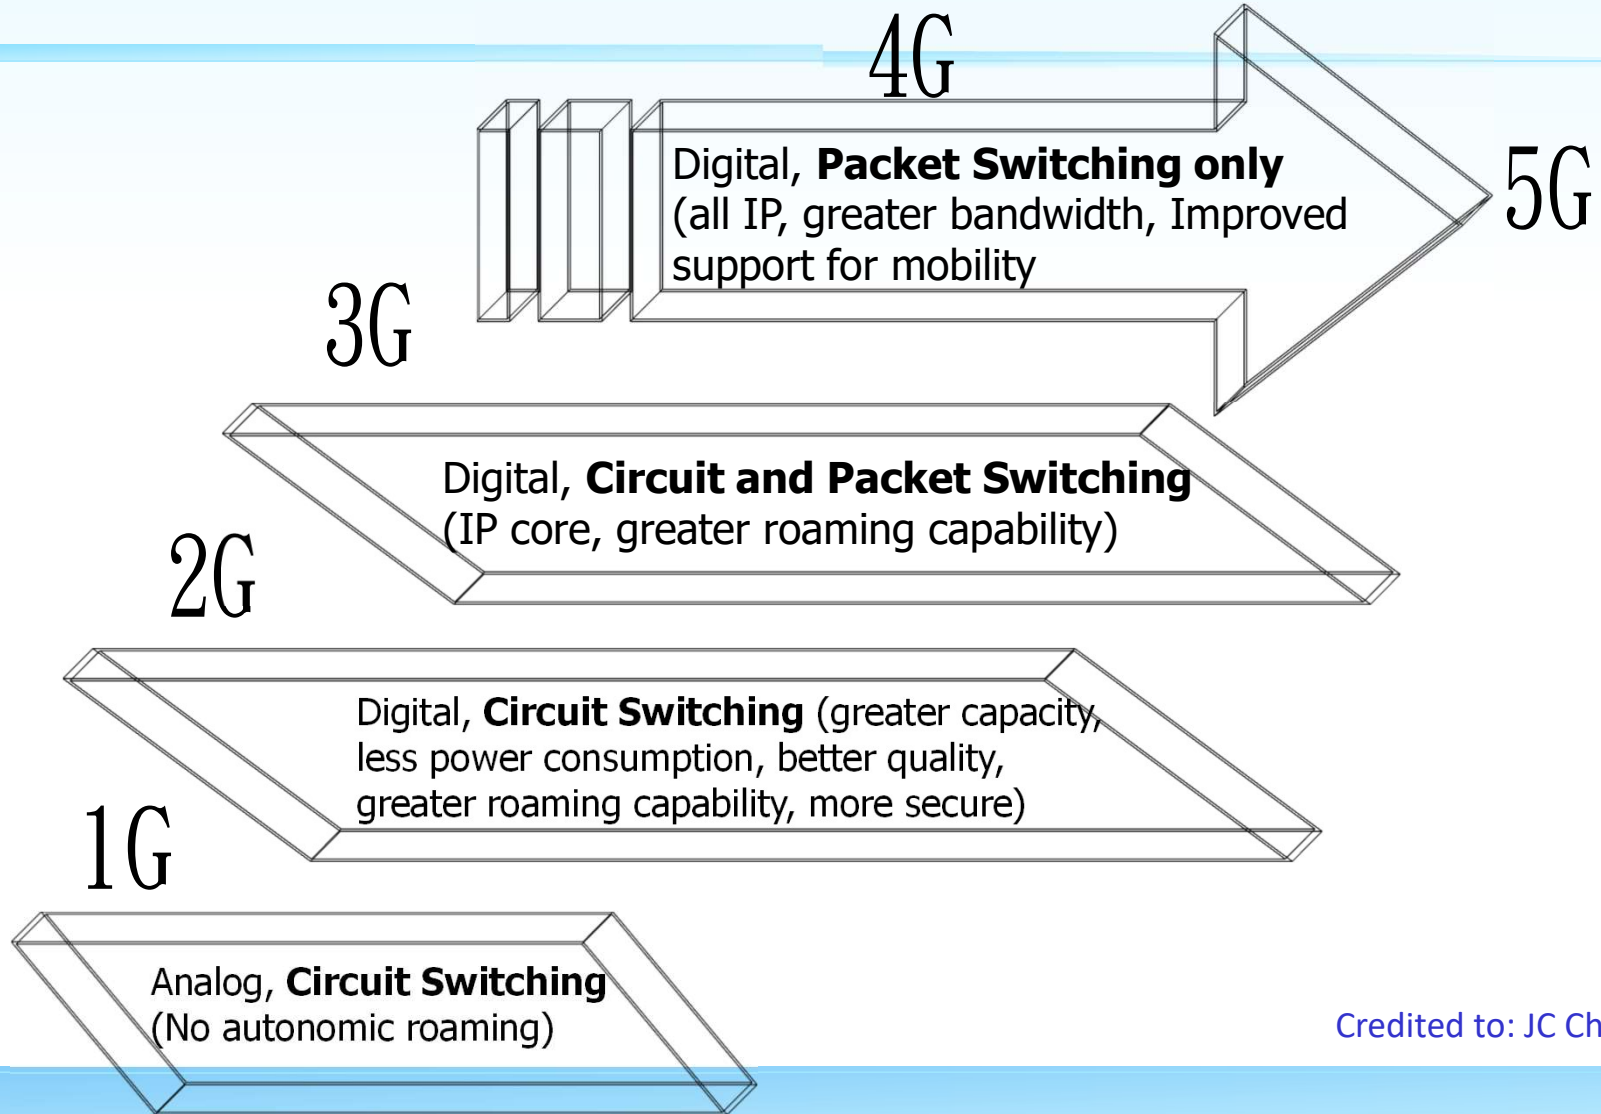 4G
Digital, Packet Switching only
(all IP, greater bandwidth, Improved
support for mobility
5G
3G
Digital, Circuit and Packet Switching
(IP core, greater roaming capability)
2G
Digital, Circuit Switching (greater capacity,
less power consumption, better quality,
greater roaming capability, more secure)
1G
Analog, Circuit Switching
(No autonomic roaming)
Credited to: JC